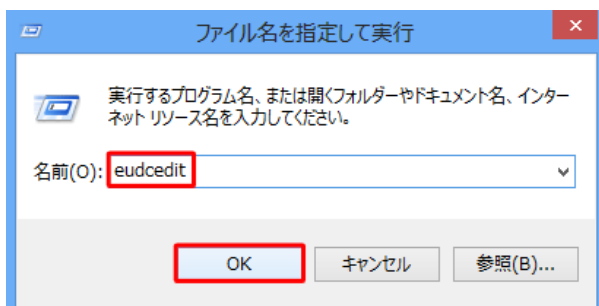 ファイル名を指定して実行
実行するプログラム名、または開くフォルダーやドキュメント名、インター
ネット リソース名を入力してください。
名前(O): eudcedit
OK キャンセル 参照(B)...